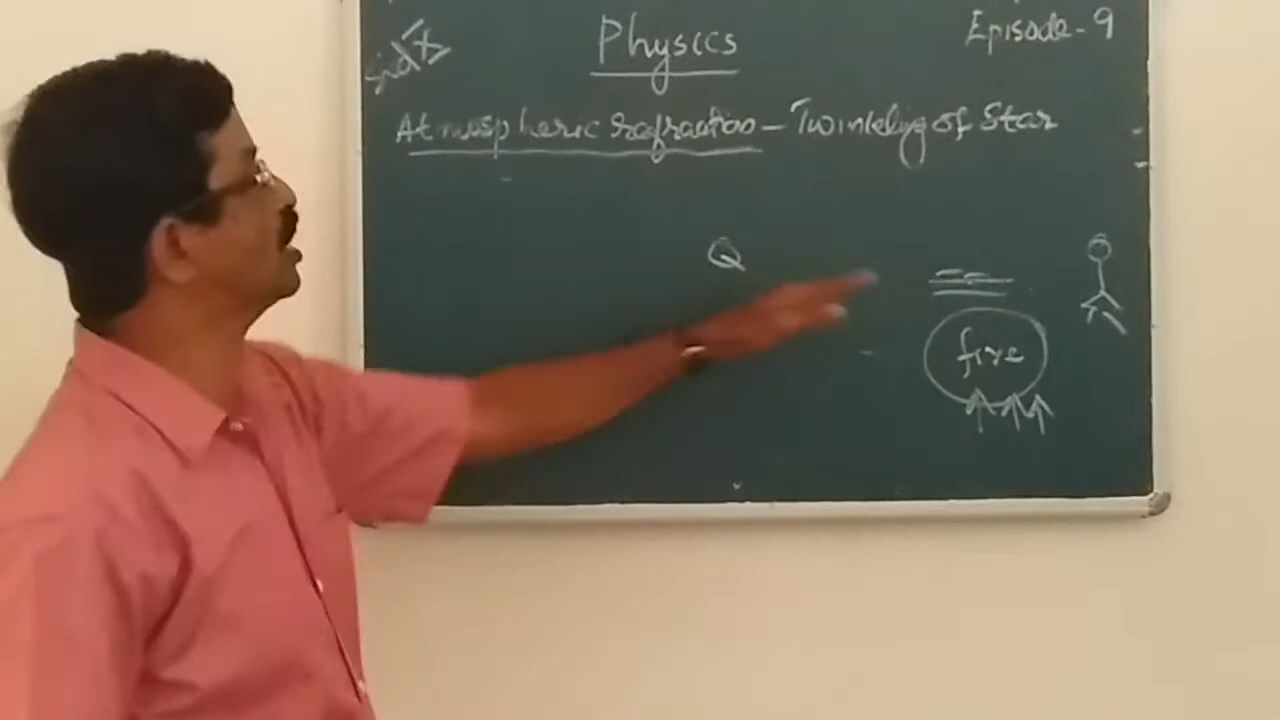 Physics
Episode-9
Atmospheric refraction - Twinkling of Star
Q
fire